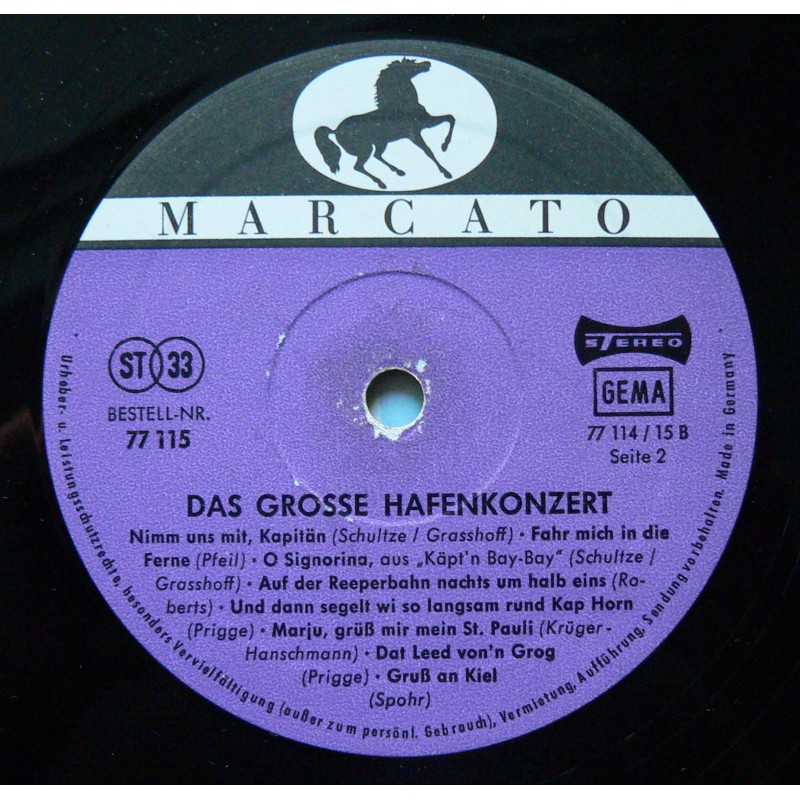 MARCATO
ST 33
BESTELL-NR.
77 115
STEREO
GEMA
77 114 / 15 B
Seite 2
DAS GROSSE HAFENKONZERT
Nimm uns mit, Kapitän (Schultze / Grasshoff) · Fahr mich in die
Ferne (Pfeil) · O Signorina, aus „Käpt'n Bay-Bay“ (Schultze /
Grasshoff) · Auf der Reeperbahn nachts um halb eins (Ro-
berts) · Und dann segelt wi so langsam rund Kap Horn
(Prigge) · Marju, grüß mir mein St. Pauli (Krüger-
Hanschmann) · Dat Leed von'n Grog
(Prigge) · Gruß an Kiel
(Spohr)
Urheber- u. Leistungsschutzrechte, besonders Vervielfältigung (außer zum persönl. Gebrauch), Vermietung, Aufführung, Sendung vorbehalten. Made in Germany